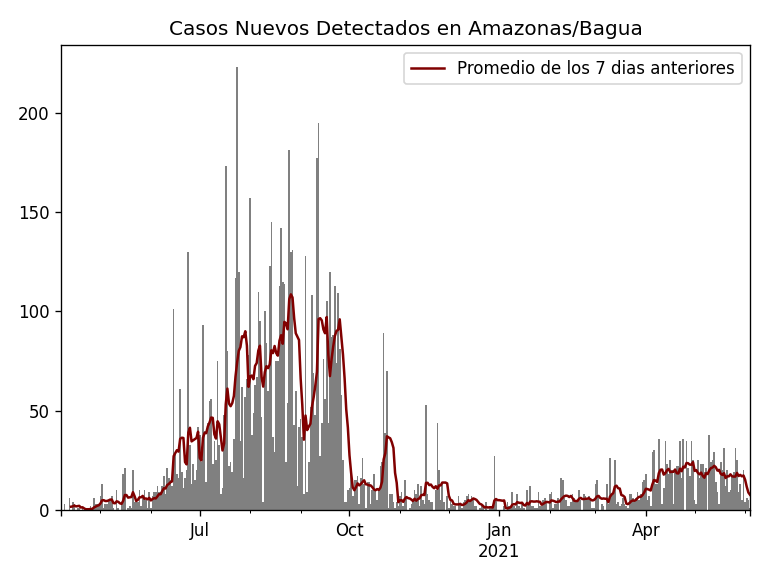 Casos Nuevos Detectados en Amazonas/Bagua
Promedio de los 7 dias anteriores
200
150
100
50
0
Jul
Oct
Jan
2021
Apr